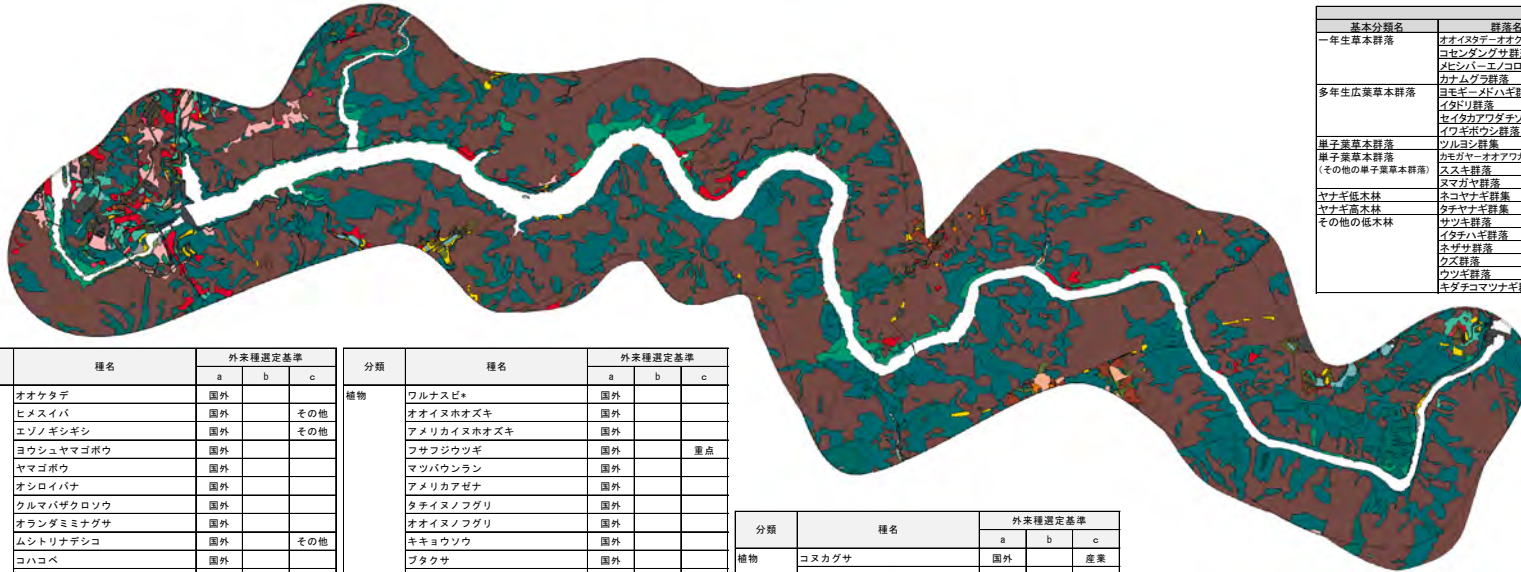 基本分類名 群落名
一年生草本群落 オオイヌタデーオオク
コセンダングサ群
メヒシバーエノコロ
カナムグラ群落
多年生広葉草本群落 ヨモギーメドハギ群
イタドリ群落
セイタカアワダチソ
イワギボウシ群落
単子葉草本群落 ツルヨシ群集
単子葉草本群落 カモガヤーオオアワガ
(その他の単子葉草本群落) ススキ群落
ヌマガヤ群落
ヤナギ低木林 ネコヤナギ群集
ヤナギ高木林 タチヤナギ群集
その他の低木林 サツキ群落
イタチハギ群落
ネザサ群落
クズ群落
ウツギ群落
キダチコマツナギ群
種名 外来種選定基準
a b c
オオケタデ 国外
ヒメスイバ 国外 その他
エゾノギシギシ 国外 その他
ヨウシュヤマゴボウ 国外
ヤマゴボウ 国外
オシロイバナ 国外
クルマバザクロソウ 国外
オランダミミナグサ 国外
ムシトリナデシコ 国外 その他
コハコベ 国外
分類 種名 外来種選定基準
a b c
植物 ワルナスビ* 国外
オオイヌホオズキ 国外
アメリカイヌホオズキ 国外
フサフジウツギ 国外 重点
マツバウンラン 国外
アメリカアゼナ 国外
タチイヌノフグリ 国外
オオイヌノフグリ 国外
キキョウソウ 国外
ブタクサ 国外
分類 種名 外来種選定基準
a b c
植物 コヌカグサ 国外 産業